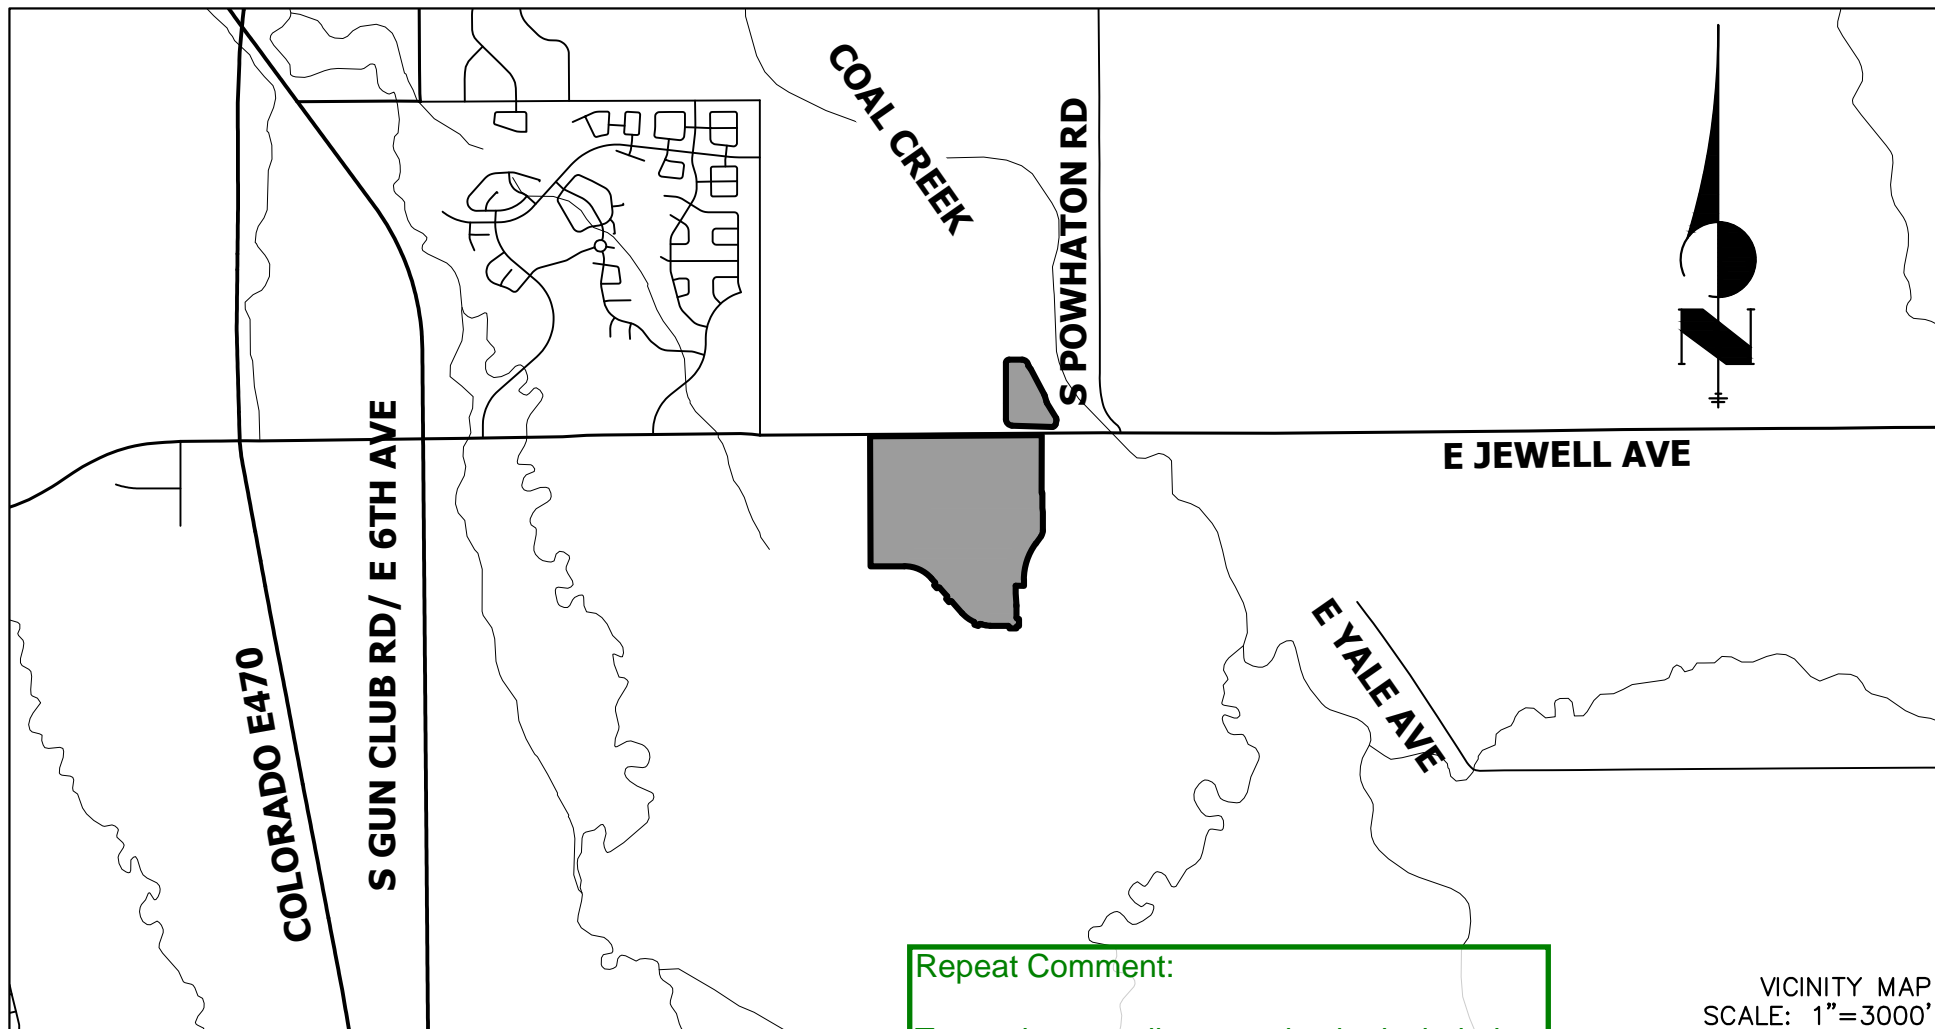 COAL CREEK
S POWHATON RD
N
E JEWELL AVE
S GUN CLUB RD/ E 6TH AVE
COLORADO E470
E YALE AVE
Repeat Comment:
VICINITY MAP
SCALE: 1"=3000'